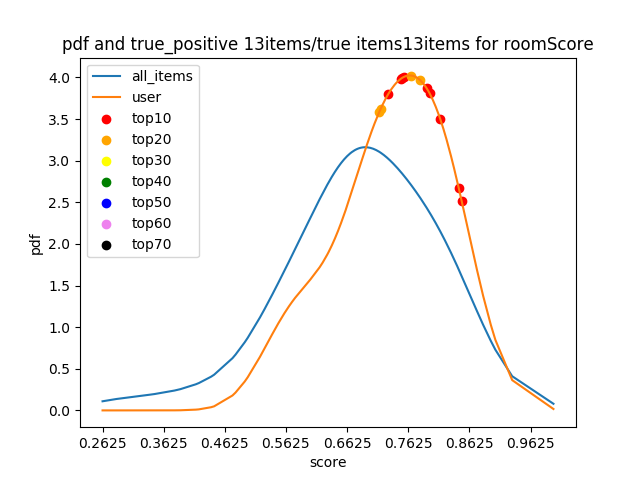 pdf and true_positive 13items/true items13items for roomScore
all_items
user
top10
top20
top30
top40
top50
top60
top70
4.0
3.5
3.0
2.5
2.0
1.5
1.0
0.5
0.0
pdf
0.2625 0.3625 0.4625 0.5625 0.6625 0.7625 0.8625 0.9625
score